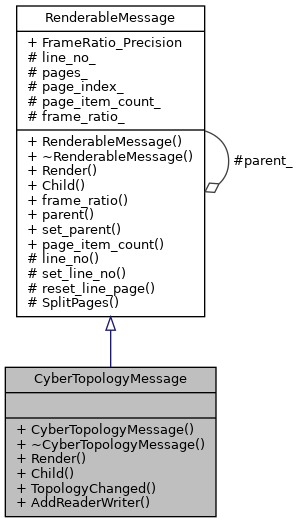 RenderableMessage
+ FrameRatio_Precision
# line_no_
# pages_
# page_index_
# page_item_count_
# frame_ratio_
+ RenderableMessage()
+ ~RenderableMessage()
+ Render()
+ Child()
+ frame_ratio()
+ parent()
+ set_parent()
+ page_item_count()
# line_no()
# set_line_no()
# reset_line_page()
# SplitPages()
#parent_
CyberTopologyMessage
+ CyberTopologyMessage()
+ ~CyberTopologyMessage()
+ Render()
+ Child()
+ TopologyChanged()
+ AddReaderWriter()